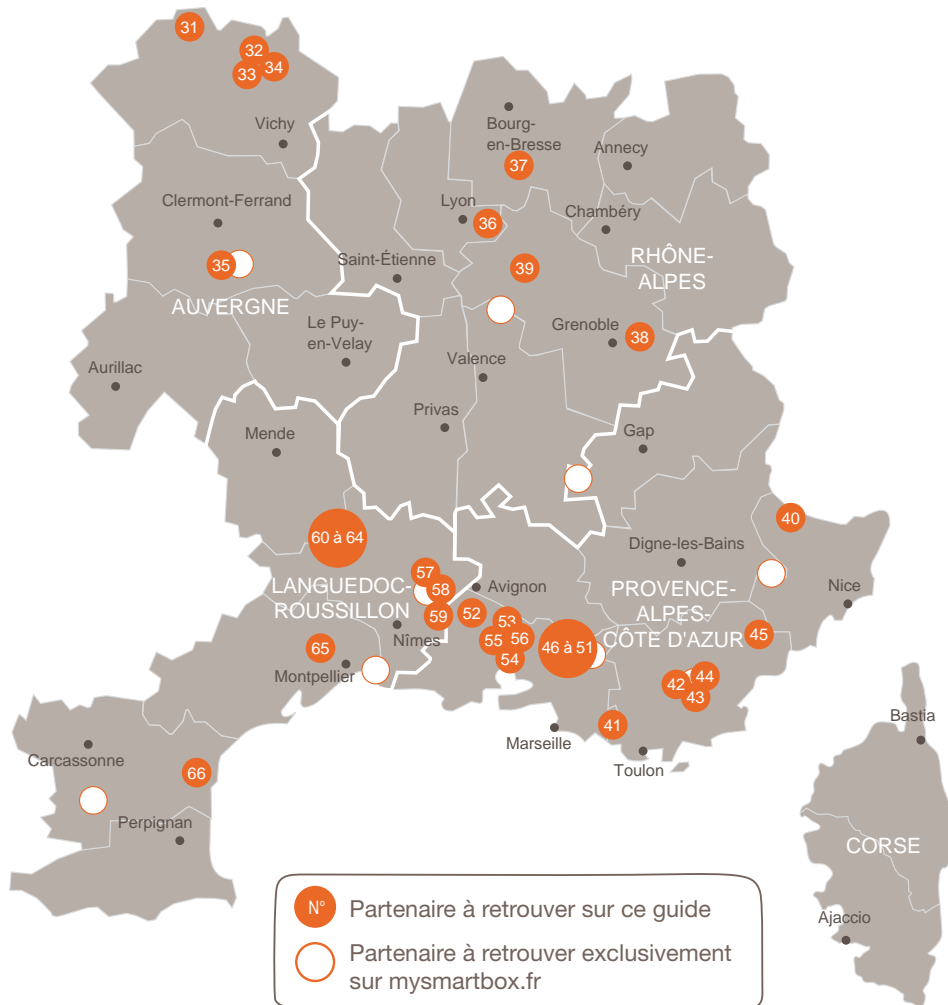 31
32
33
34
Vichy
Bourg-
en-Bresse
37
Annecy
Clermont-Ferrand
Lyon
36
Chambéry
35
Saint-Étienne
39
RHÔNE-
ALPES
AUVERGNE
Le Puy-
en-Velay
Grenoble
38
Aurillac
Valence
Privas
Mende
Gap
40
60 à 64
Digne-les-Bains
57
58
Avignon
LANGUEDOC-
ROUSSILLON
PROVENCE-
ALPES-
CÔTE D'AZUR
Nice
59
52
53
Nîmes
55
56
54
46 à 51
45
65
Montpellier
42
44
43
41
Marseille
Toulon
Carcassonne
66
Perpignan
Bastia
CORSE
Ajaccio
N° Partenaire à retrouver sur ce guide
Partenaire à retrouver exclusivement
sur mysmartbox.fr